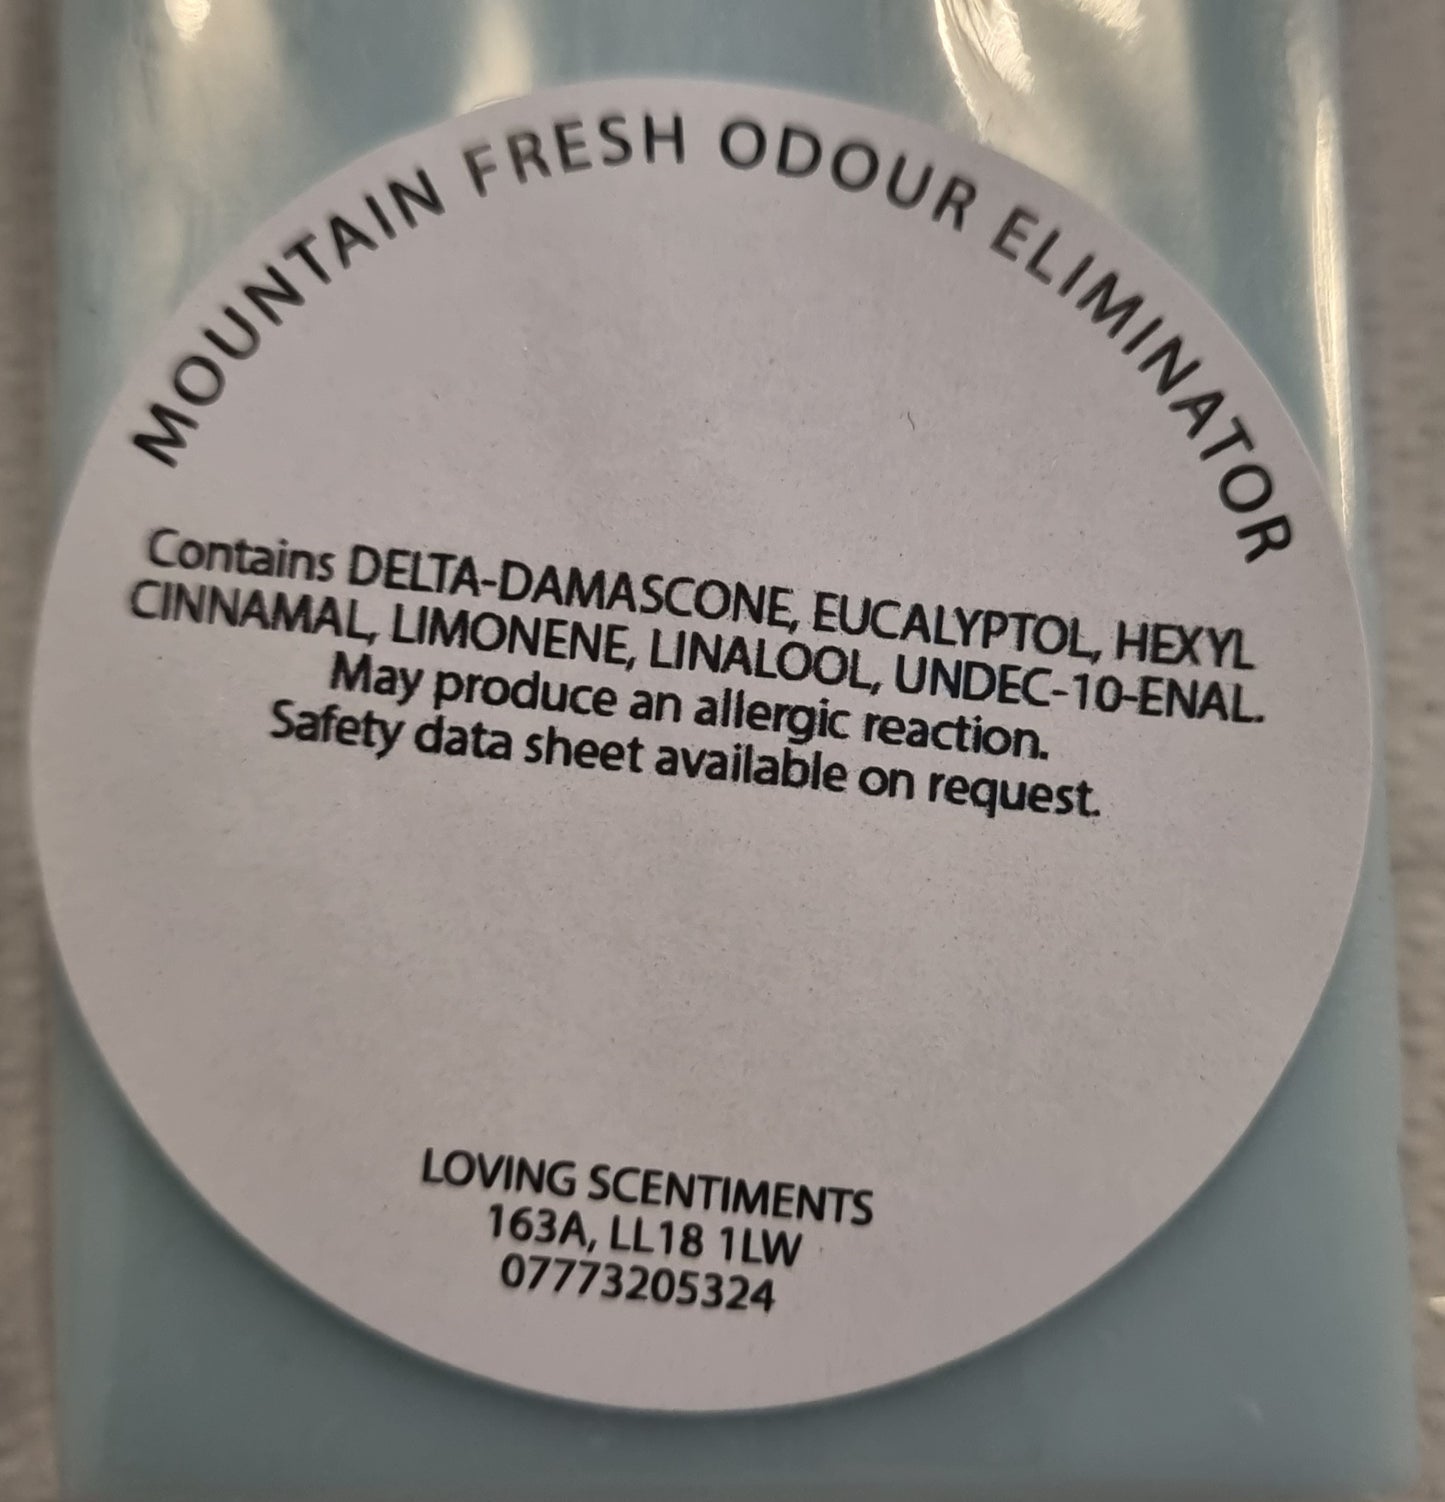 MOUNTAIN FRESH ODOUR ELIMINATOR
Contains DELTA-DAMASCONE, EUCALYPTOL, HEXYL
CINNAMAL, LIMONENE, LINALOOL, UNDEC-10-ENAL.
May produce an allergic reaction.
Safety data sheet available on request.
LOVING SCENTIMENTS
163A, LL18 1LW
07773205324